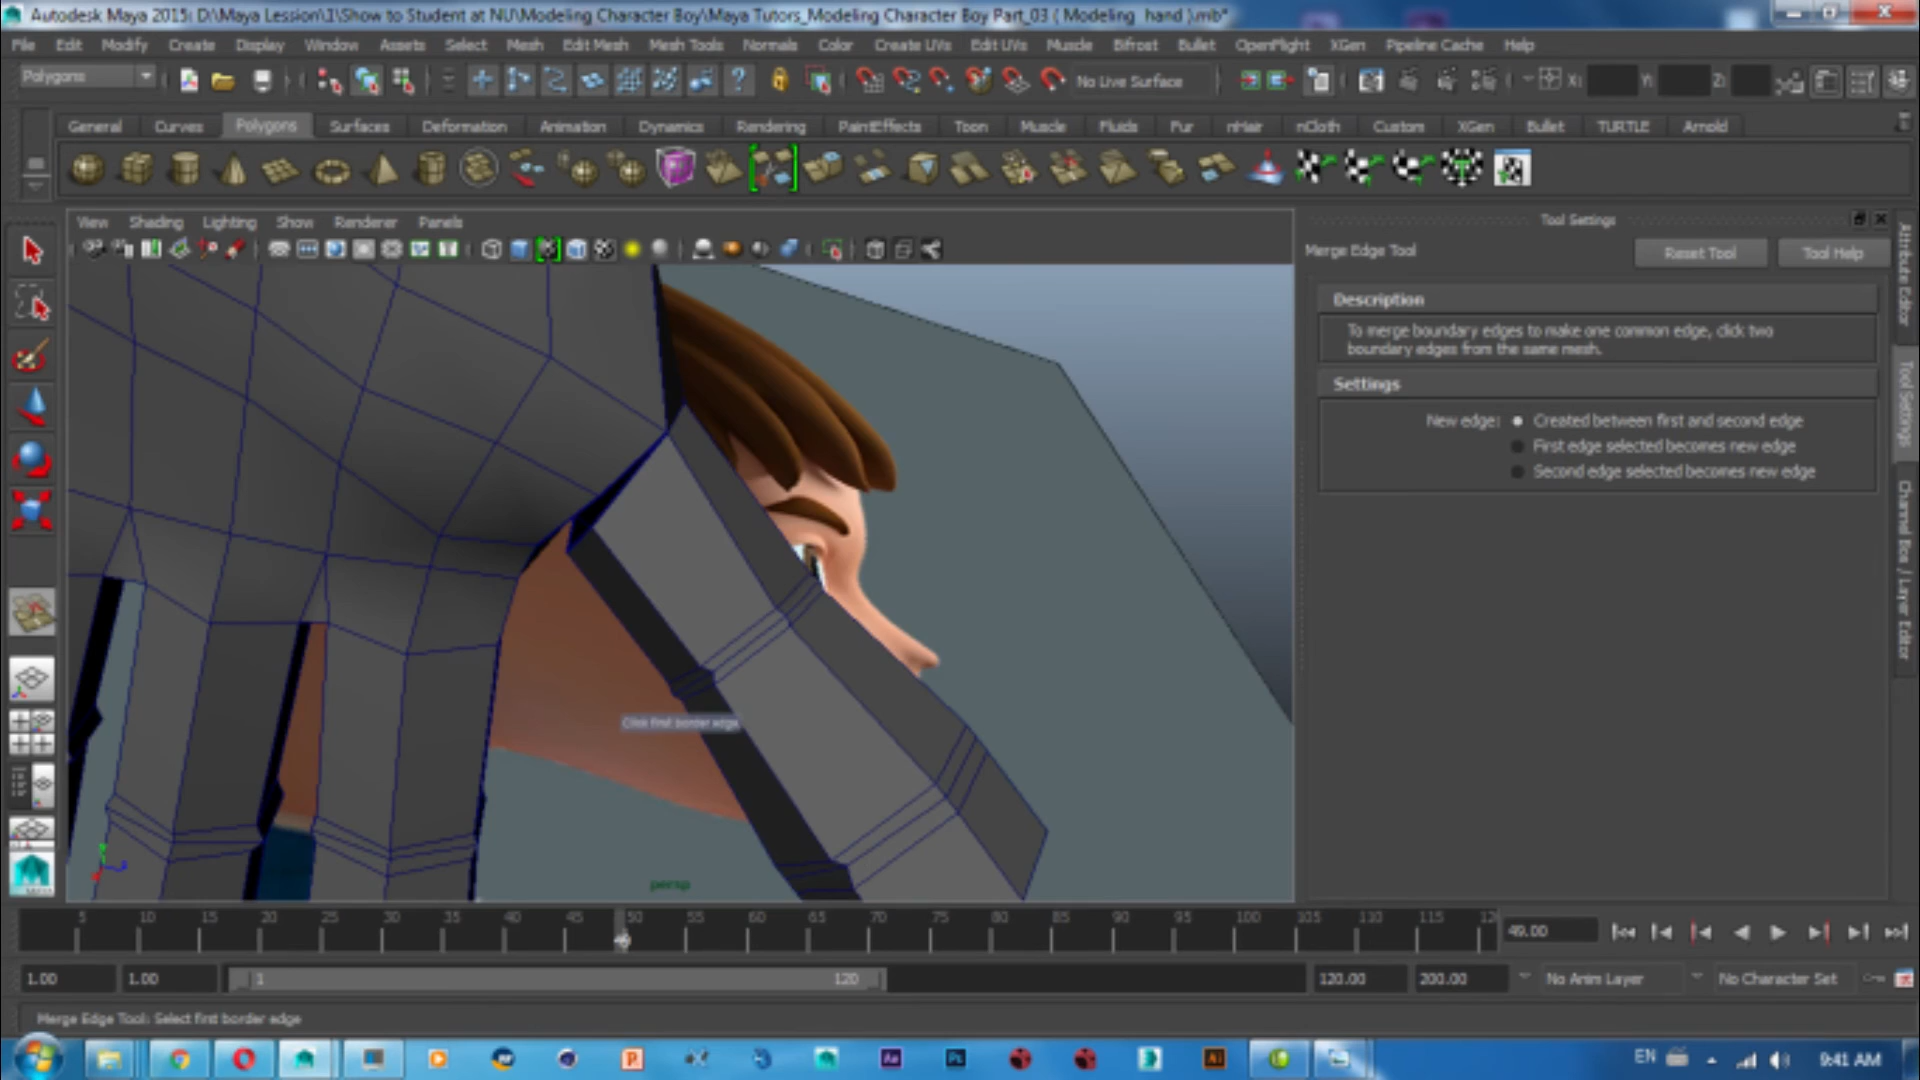 Autodesk Maya 2015: D:\Maya Lession\1\Show to Student at NU\Modeling Character Boy\Maya Tutors_Modeling Character Boy Part_03 ( Modeling hand ).mb*
File Edit Modify Create Display Window Assets Select Mesh Edit Mesh Mesh Tools Normals Color Create UVs Edit UVs Muscle Bifrost Bullet OpenFlight XGen Pipeline Cache Help
Polygons No Live Surface X: Y: Z:
General Curves Polygons Surfaces Deformation Animation Dynamics Rendering PaintEffects Toon Muscle Fluids Fur nHair nCloth Custom XGen Bullet TURTLE Arnold
View Shading Lighting Show Renderer Panels
Tool Settings
Merge Edge Tool Reset Tool Tool Help
Description
To merge boundary edges to make one common edge, click two
boundary edges from the same mesh.
Settings
New edge: Created between first and second edge
First edge selected becomes new edge
Second edge selected becomes new edge
Attribute Editor
Tool Settings
Channel Box / Layer Editor
Click first border edge
persp
5 10 15 20 25 30 35 40 45 50 55 60 65 70 75 80 85 90 95 100 105 110 115 12
49
49.00
1.00 1.00 1 120 120.00 200.00 No Anim Layer No Character Set
Merge Edge Tool: Select first border edge
P Ae Ps Ai EN 9:41 AM